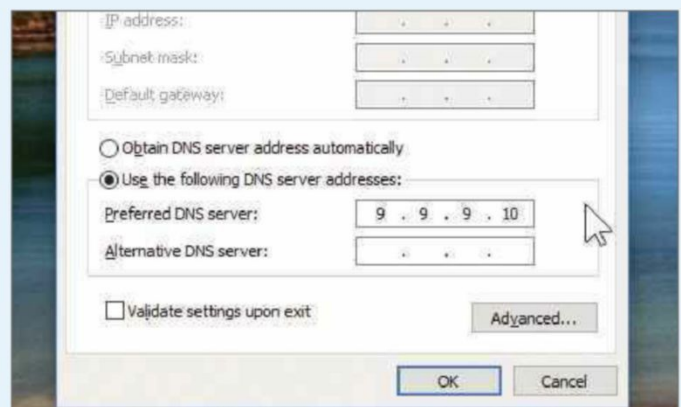 IP address:
Subnet mask:
Default gateway:
Obtain DNS server address automatically
Use the following DNS server addresses:
Preferred DNS server: 9 . 9 . 9 . 10
Alternative DNS server: . . .
Validate settings upon exit
Advanced...
OK Cancel